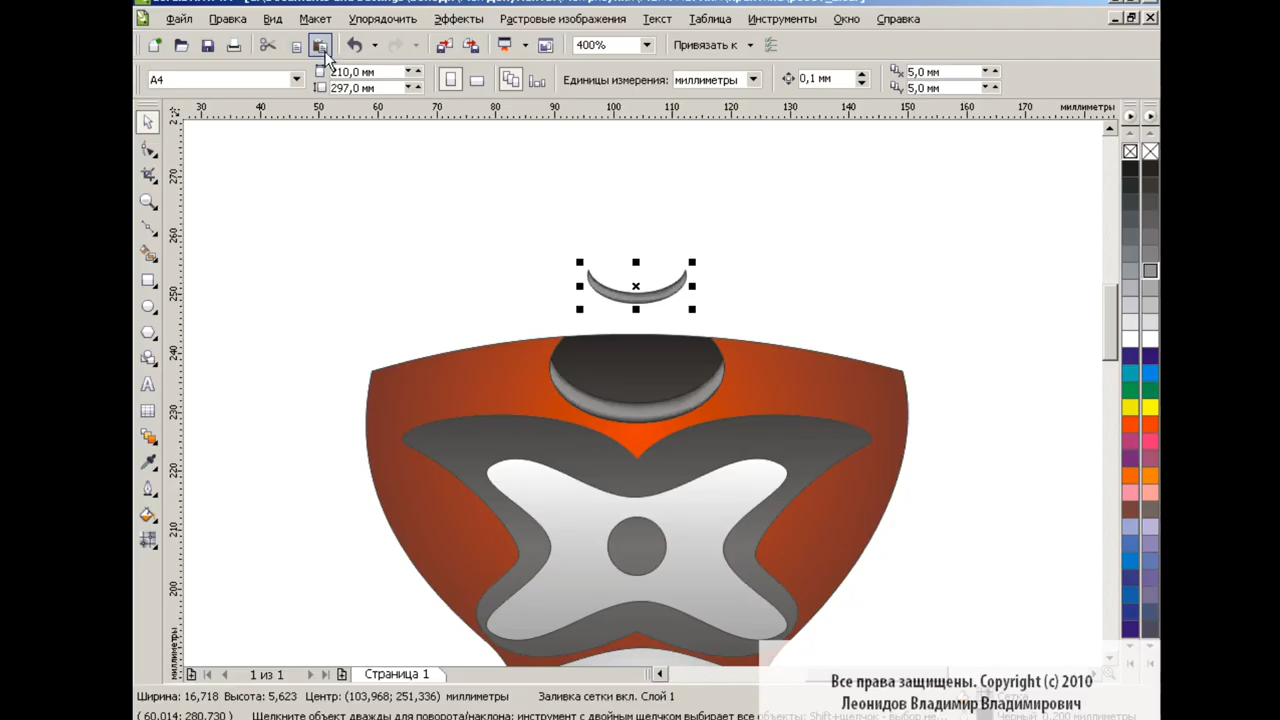 Файл Правка Вид Макет Упорядочить Эффекты Растровые изображения Текст Таблица Инструменты Окно Справка
400% Привязать к
A4 210,0 мм 297,0 мм Единицы измерения: миллиметры 0,1 мм 5,0 мм 5,0 мм
30 40 50 60 70 80 90 100 110 120 130 140 150 160 170 миллиметры
270
260
250
240
230
220
210
200
миллиметры
1 из 1 Страница 1
Ширина: 16,718 Высота: 5,623 Центр: (103,968; 251,336) миллиметры Заливка сетки вкл. Слой 1
(60,014; 280,730) Щелкните объект дважды для поворота/наклона; инструмент с двойным щелчком выбирает все
Все права защищены. Copyright (c) 2010
Леонидов Владимир Владимирович